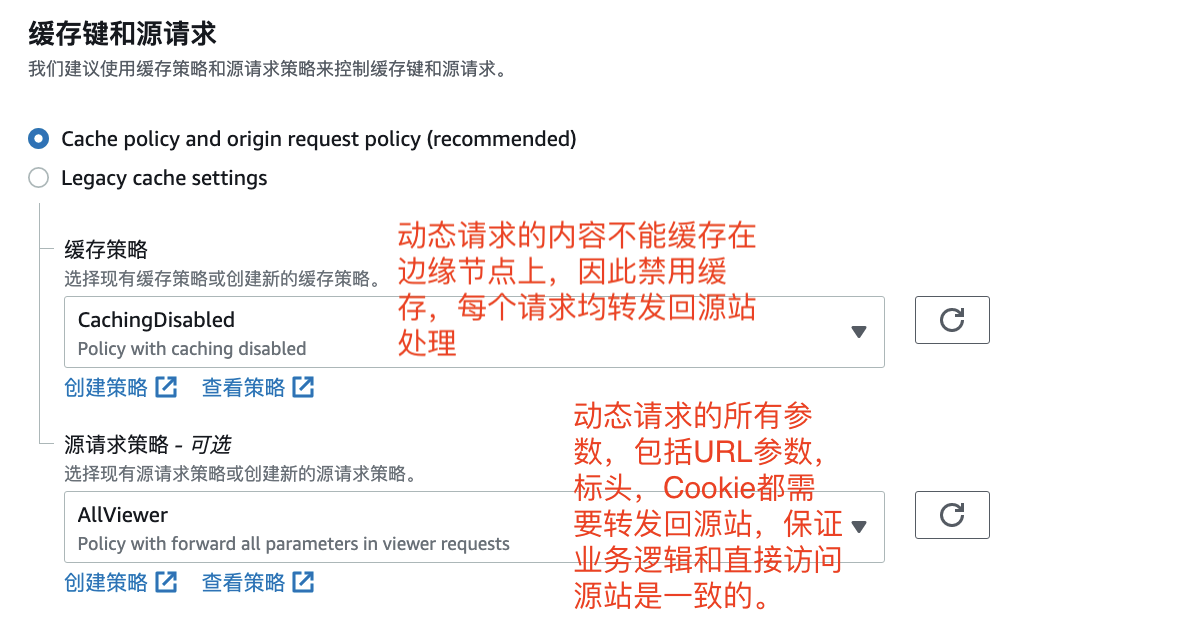 缓存键和源请求
我们建议使用缓存策略和源请求策略来控制缓存键和源请求。
Cache policy and origin request policy (recommended)
Legacy cache settings
缓存策略
选择现有缓存策略或创建新的缓存策略。
CachingDisabled
Policy with caching disabled
动态请求的内容不能缓存在
边缘节点上，因此禁用缓
存，每个请求均转发回源站
处理
创建策略
查看策略
源请求策略 - 可选
选择现有源请求策略或创建新的源请求策略。
AllViewer
Policy with forward all parameters in viewer requests
动态请求的所有参
数，包括URL参数，
标头，Cookie都需
要转发回源站，保证
业务逻辑和直接访问
源站是一致的。
创建策略
查看策略